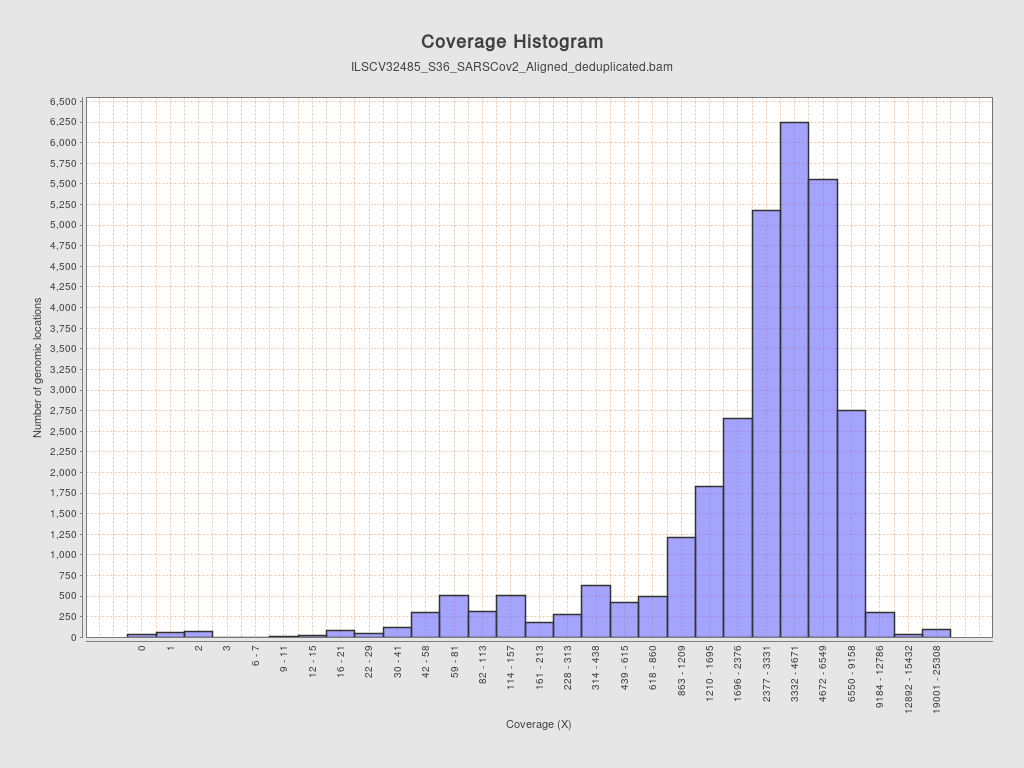 Coverage Histogram
ILSCV32485_S36_SARSCov2_Aligned_deduplicated.bam
Number of genomic locations
6,500
6,250
6,000
5,750
5,500
5,250
5,000
4,750
4,500
4,250
4,000
3,750
3,500
3,250
3,000
2,750
2,500
2,250
2,000
1,750
1,500
1,250
1,000
750
500
250
0
0
1
2
3
6 - 7
9 - 11
12 - 15
16 - 21
22 - 29
30 - 41
42 - 58
59 - 81
82 - 113
114 - 157
161 - 213
228 - 313
314 - 438
439 - 615
618 - 860
863 - 1209
1210 - 1695
1696 - 2376
2377 - 3331
3332 - 4671
4672 - 6549
6550 - 9158
9184 - 12786
12892 - 15432
19001 - 25308
Coverage (X)